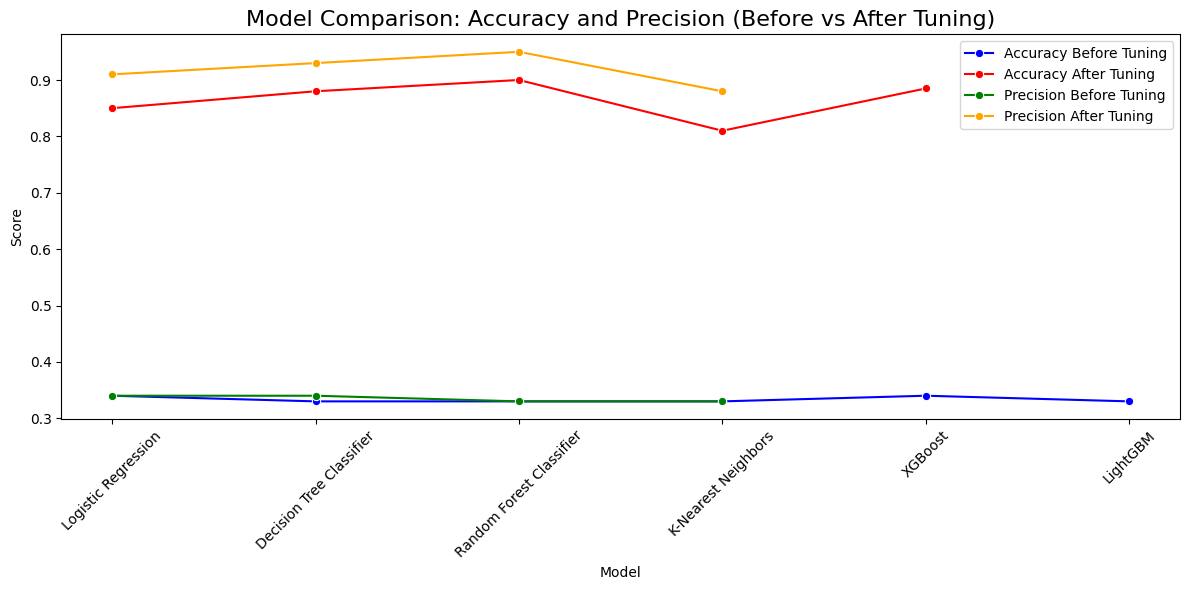 Model Comparison: Accuracy and Precision (Before vs After Tuning)
Accuracy Before Tuning
Accuracy After Tuning
Precision Before Tuning
Precision After Tuning
0.9
0.8
0.7
0.6
0.5
0.4
0.3
Score
Logistic Regression
Decision Tree Classifier
Random Forest Classifier
K-Nearest Neighbors
XGBoost
LightGBM
Model